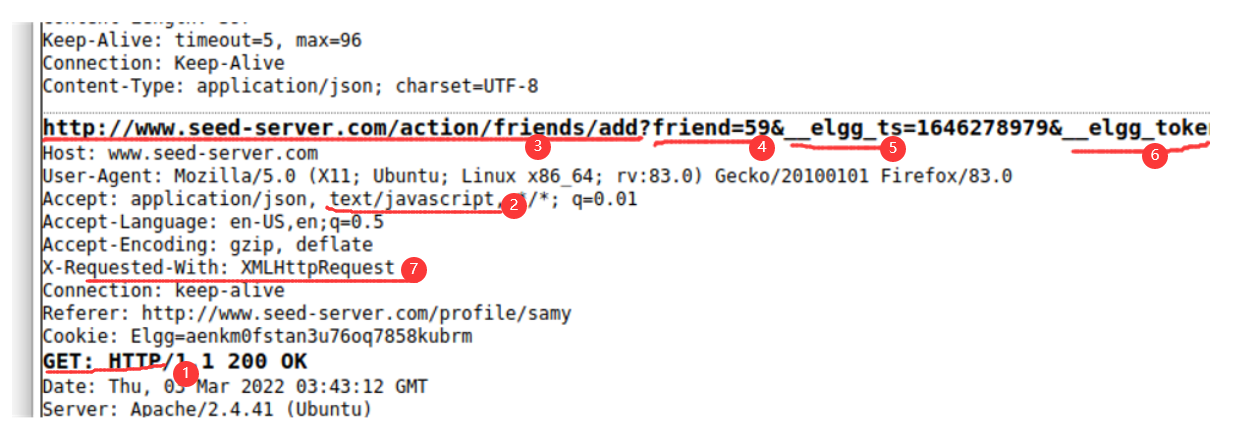 Keep-Alive: timeout=5, max=96
Connection: Keep-Alive
Content-Type: application/json; charset=UTF-8
http://www.seed-server.com/action/friends/add?friend=59&__elgg_ts=1646278979&__elgg_toke
3
4
5
6
Host: www.seed-server.com
User-Agent: Mozilla/5.0 (X11; Ubuntu; Linux x86_64; rv:83.0) Gecko/20100101 Firefox/83.0
Accept: application/json, text/javascript, */*; q=0.01
2
Accept-Language: en-US,en;q=0.5
Accept-Encoding: gzip, deflate
X-Requested-With: XMLHttpRequest
7
Connection: keep-alive
Referer: http://www.seed-server.com/profile/samy
Cookie: Elgg=aenkm0fstan3u76oq7858kubrm
GET: HTTP/1.1 200 OK
1
Date: Thu, 03 Mar 2022 03:43:12 GMT
Server: Apache/2.4.41 (Ubuntu)